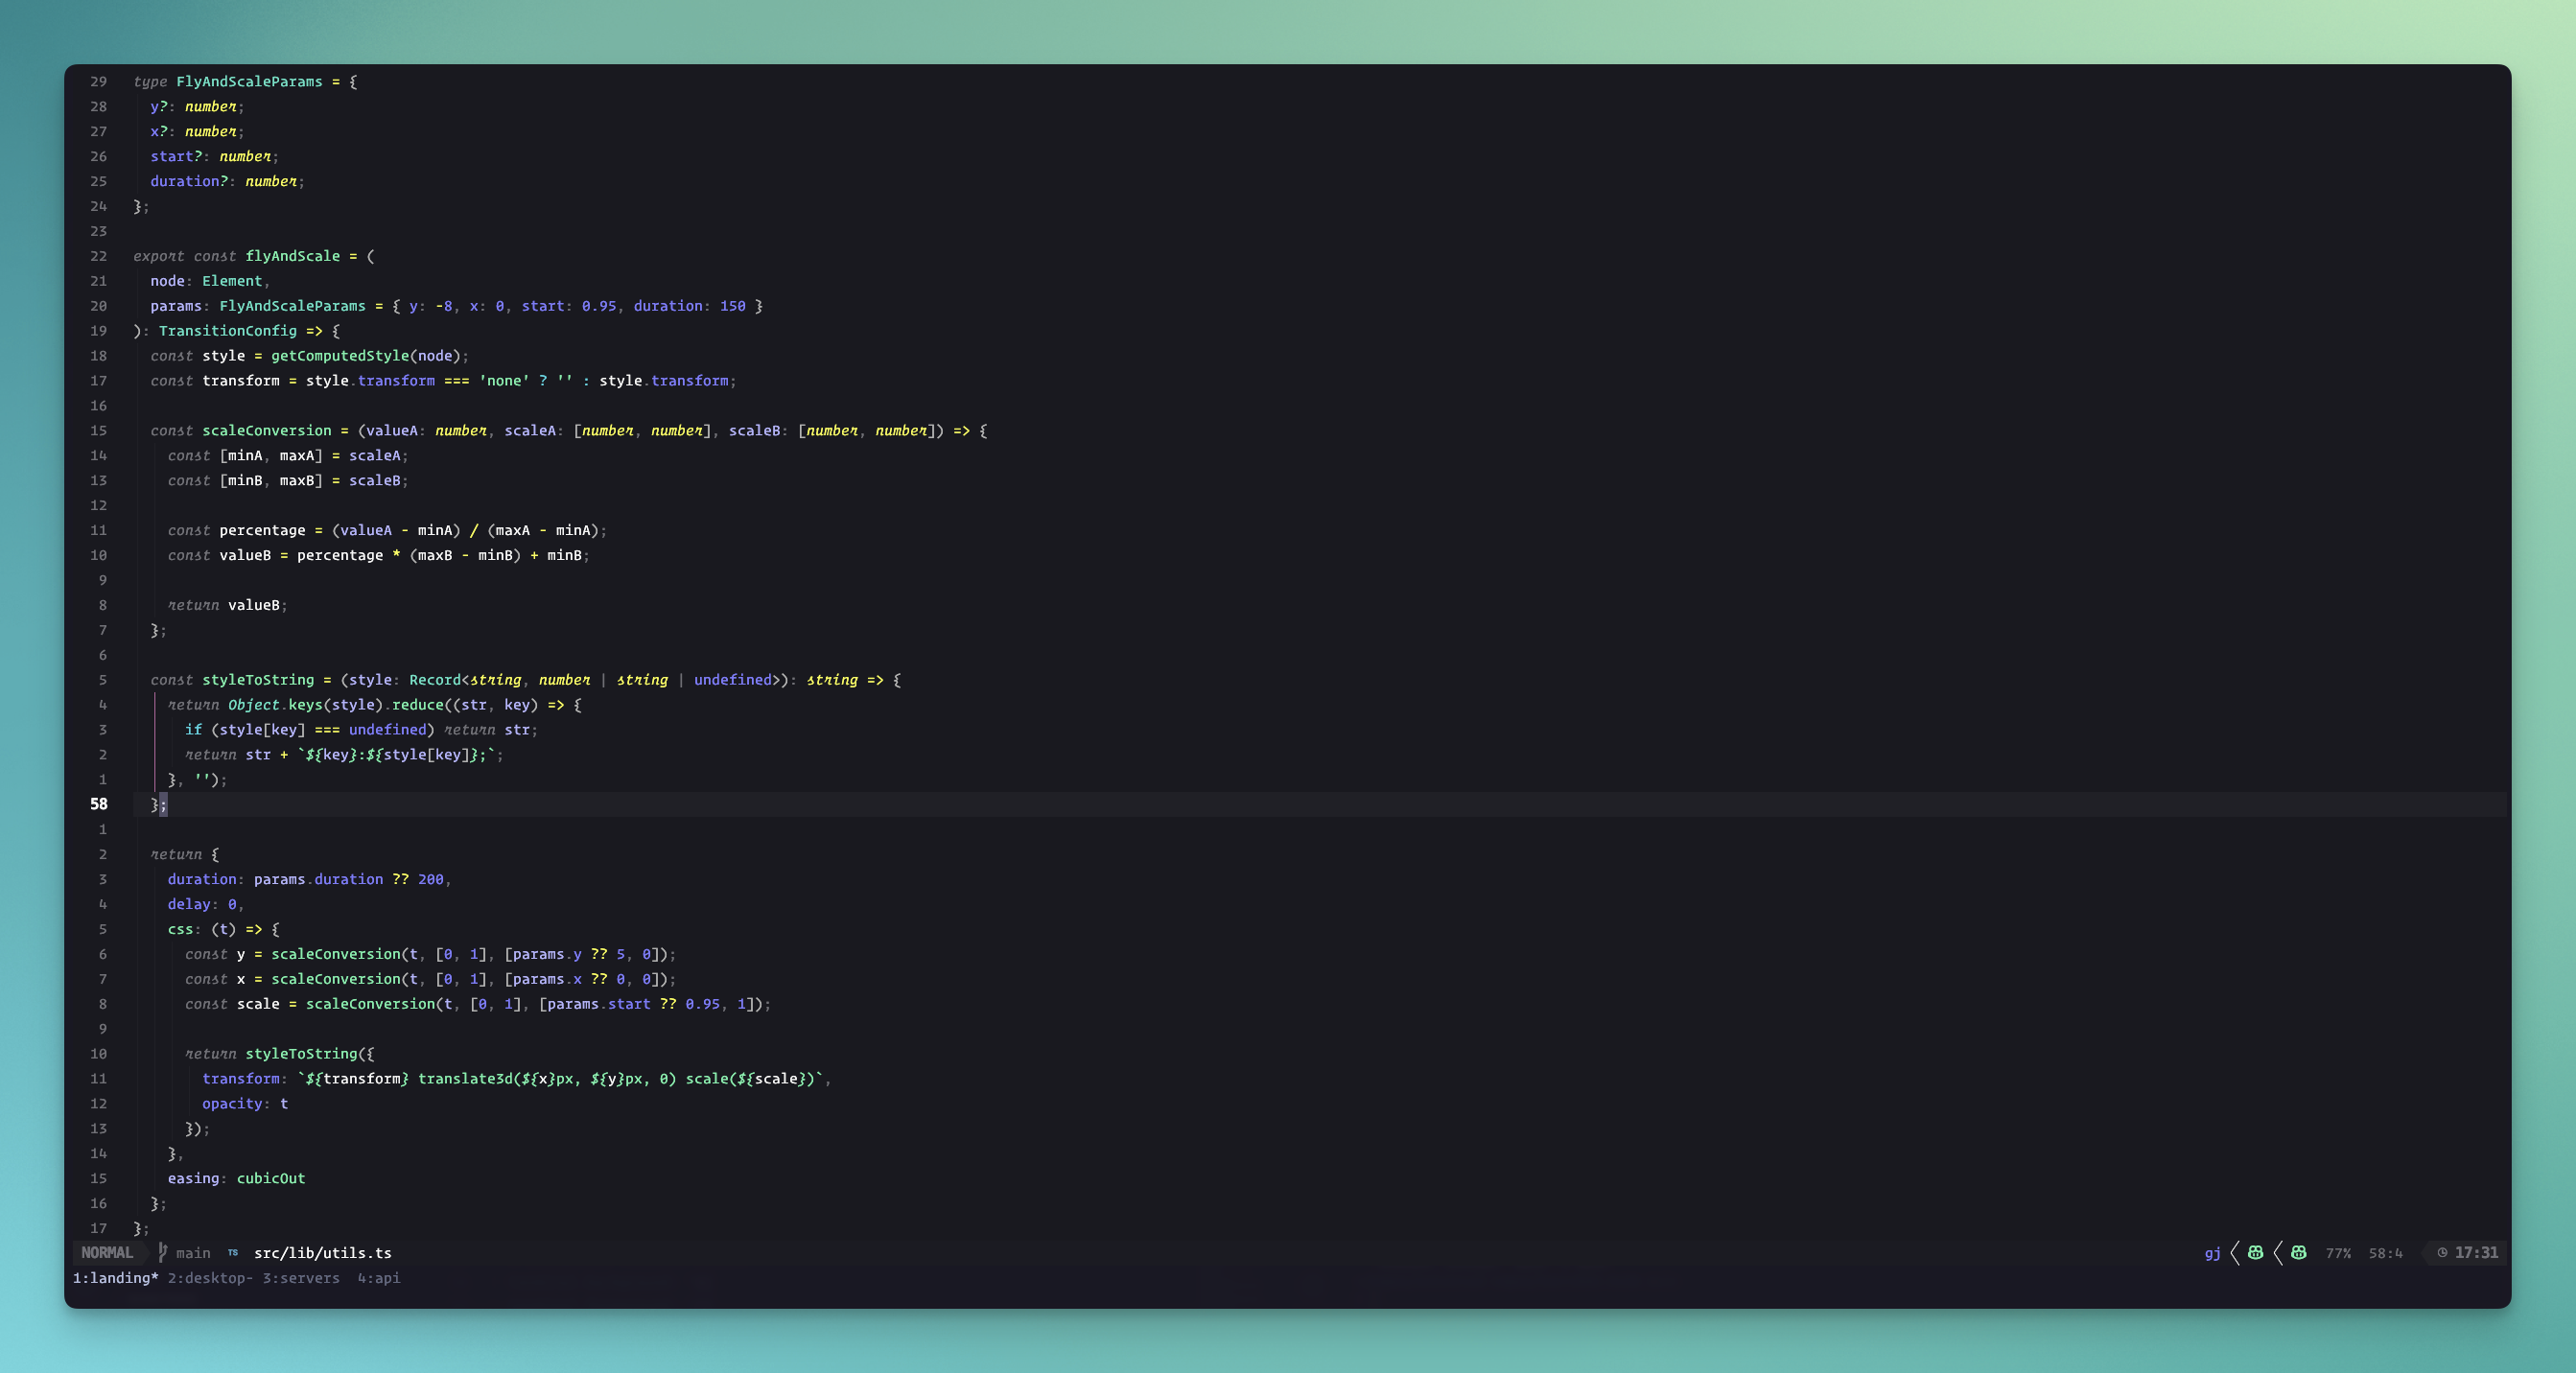 29 type FlyAndScaleParams = {
28   y?: number;
27   x?: number;
26   start?: number;
25   duration?: number;
24 };
23
22 export const flyAndScale = (
21   node: Element,
20   params: FlyAndScaleParams = { y: -8, x: 0, start: 0.95, duration: 150 }
19 ): TransitionConfig => {
18   const style = getComputedStyle(node);
17   const transform = style.transform === 'none' ? '' : style.transform;
16
15   const scaleConversion = (valueA: number, scaleA: [number, number], scaleB: [number, number]) => {
14     const [minA, maxA] = scaleA;
13     const [minB, maxB] = scaleB;
12
11     const percentage = (valueA - minA) / (maxA - minA);
10     const valueB = percentage * (maxB - minB) + minB;
9
8     return valueB;
7   };
6
5   const styleToString = (style: Record<string, number | string | undefined>): string => {
4     return Object.keys(style).reduce((str, key) => {
3       if (style[key] === undefined) return str;
2       return str + `${key}:${style[key]};`;
1     }, '');
58   };
1
2   return {
3     duration: params.duration ?? 200,
4     delay: 0,
5     css: (t) => {
6       const y = scaleConversion(t, [0, 1], [params.y ?? 5, 0]);
7       const x = scaleConversion(t, [0, 1], [params.x ?? 0, 0]);
8       const scale = scaleConversion(t, [0, 1], [params.start ?? 0.95, 1]);
9
10       return styleToString({
11         transform: `${transform} translate3d(${x}px, ${y}px, 0) scale(${scale})`,
12         opacity: t
13       });
14     },
15     easing: cubicOut
16   };
17 };
NORMAL main TS src/lib/utils.ts gj 77% 58:4 17:31
1:landing* 2:desktop- 3:servers 4:api